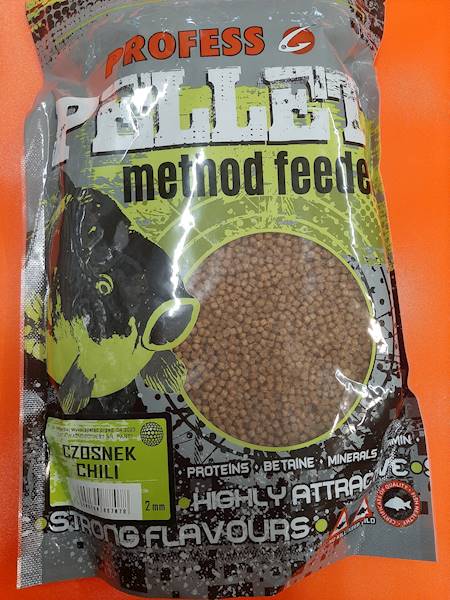 PROFESS
PELLET
method feede
CZOSNEK
CHILI
2 mm
PROTEINS · BETAINE · MINERALS
HIGHLY ATTRACTIVE
STRONG FLAVOURS